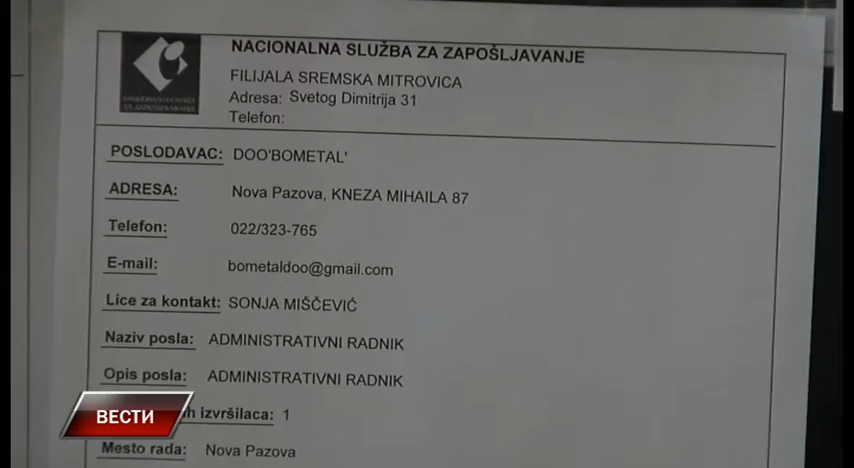 NACIONALNA SLUŽBA ZA ZAPOŠLJAVANJE
FILIJALA SREMSKA MITROVICA
Adresa: Svetog Dimitrija 31
Telefon:
POSLODAVAC: DOO'BOMETAL'
ADRESA: Nova Pazova, KNEZA MIHAILA 87
Telefon: 022/323-765
E-mail: bometaldoo@gmail.com
Lice za kontakt: SONJA MIŠČEVIĆ
Naziv posla: ADMINISTRATIVNI RADNIK
Opis posla: ADMINISTRATIVNI RADNIK
izvršilaca: 1
ВЕСТИ
Mesto rada: Nova Pazova